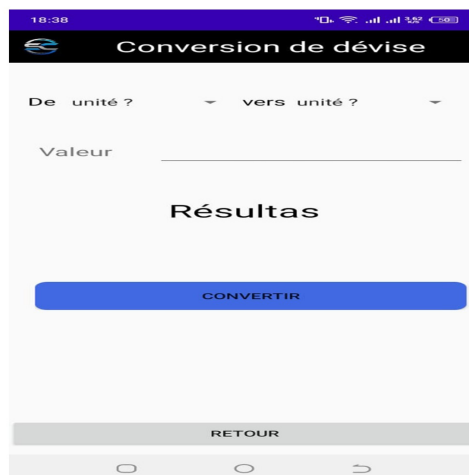 18:38
Conversion de dévise
De unité ? vers unité ?
Valeur
Résultas
CONVERTIR
RETOUR